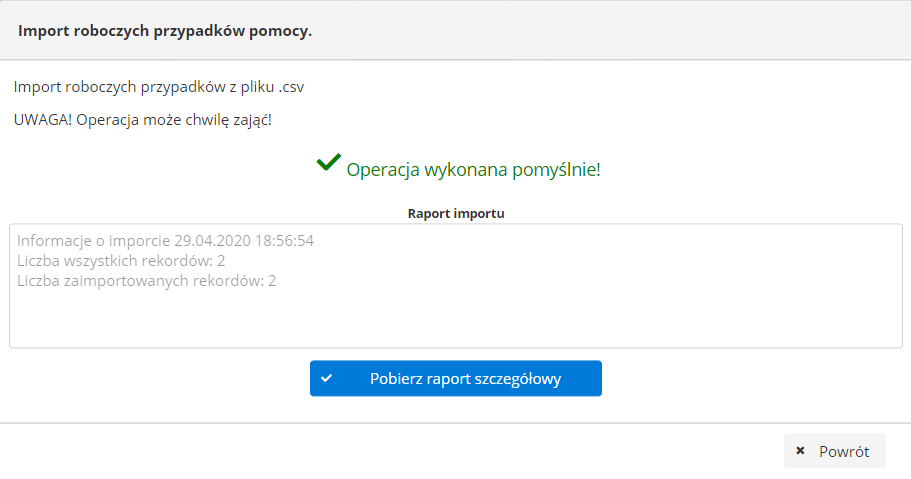 Import roboczych przypadków pomocy.
Import roboczych przypadków z pliku .csv
UWAGA! Operacja może chwilę zająć!
Operacja wykonana pomyślnie!
Raport importu
Informacje o imporcie 29.04.2020 18:56:54
Liczba wszystkich rekordów: 2
Liczba zaimportowanych rekordów: 2
Pobierz raport szczegółowy
Powrót